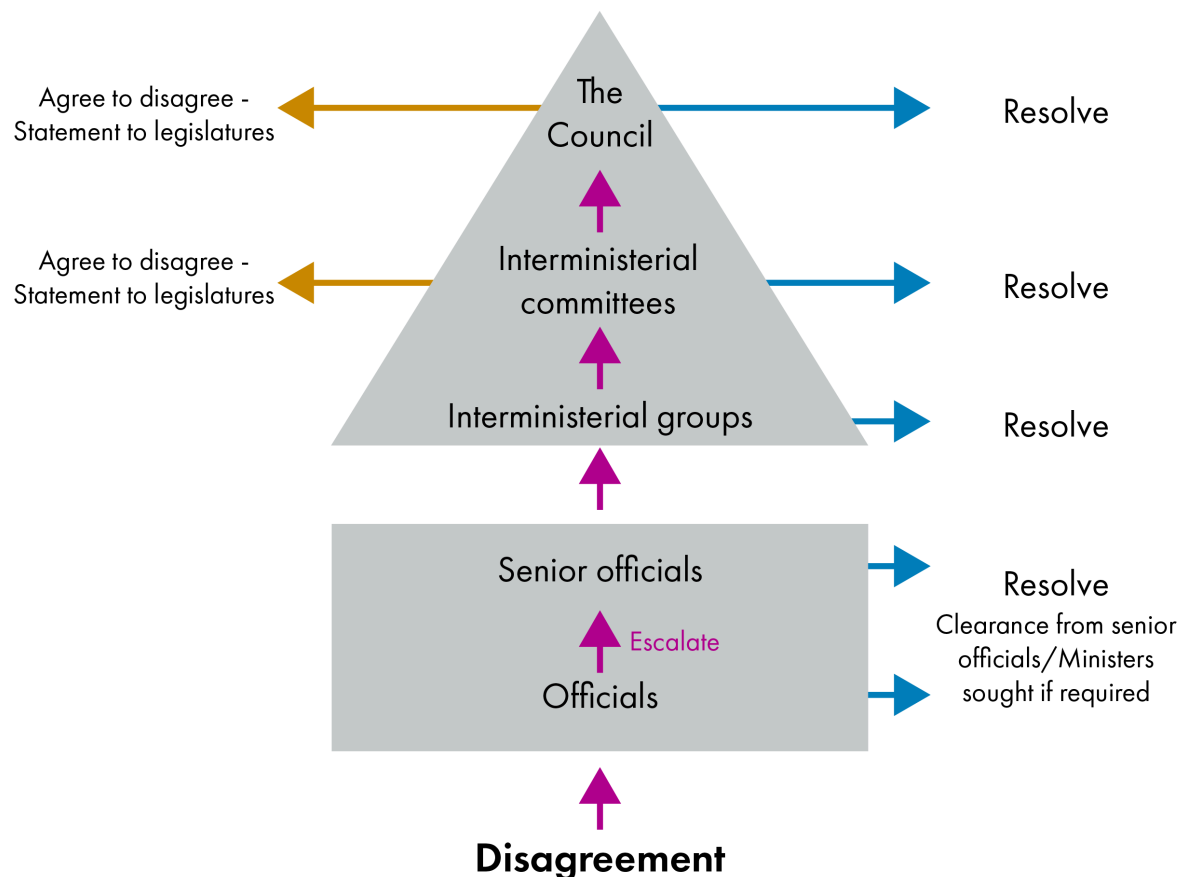 Agree to disagree -
Statement to legislatures
The
Council
Resolve
Agree to disagree -
Statement to legislatures
Interministerial
committees
Resolve
Interministerial groups
Resolve
Senior officials
Resolve
Clearance from senior
officials/Ministers
sought if required
Escalate
Officials
Disagreement